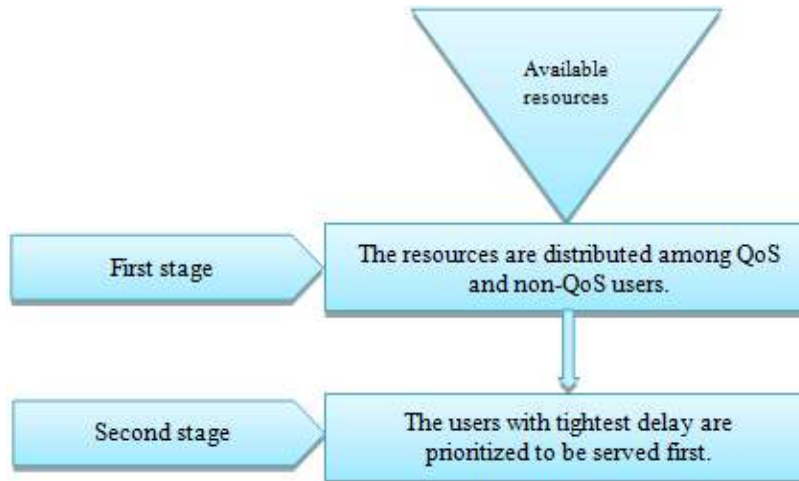 Available
resources
First stage
The resources are distributed among QoS
and non-QoS users.
Second stage
The users with tightest delay are
prioritized to be served first.